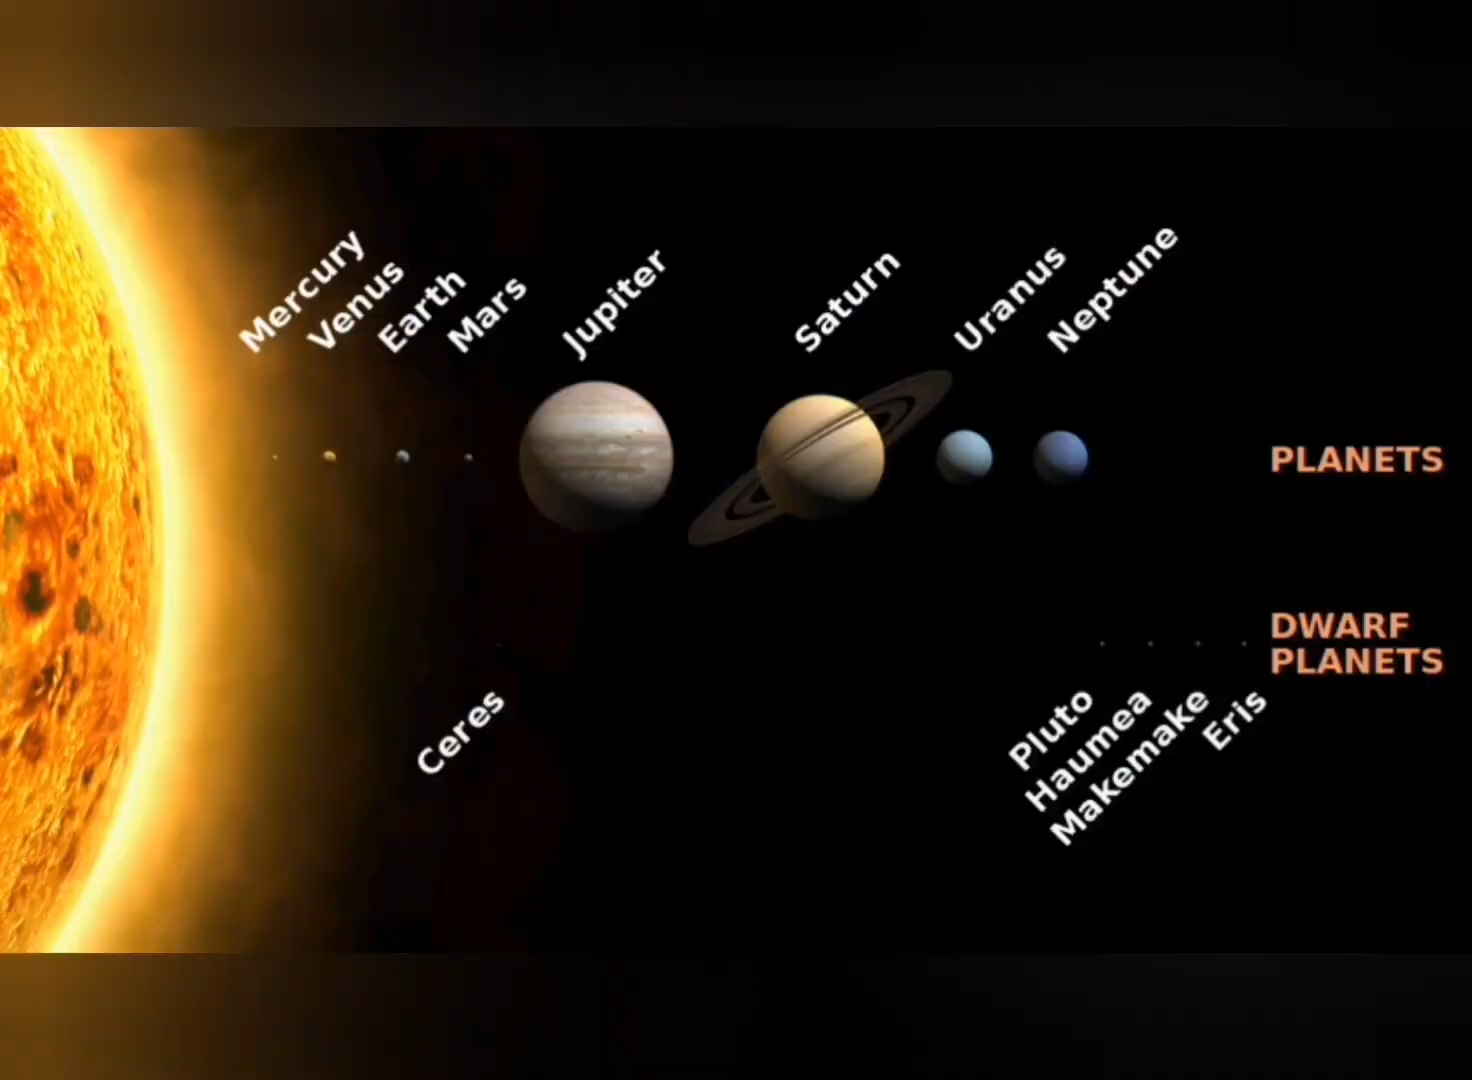 Mercury
Venus
Earth
Mars
Jupiter
Saturn
Uranus
Neptune
PLANETS
DWARF
PLANETS
Ceres
Pluto
Haumea
Makemake
Eris